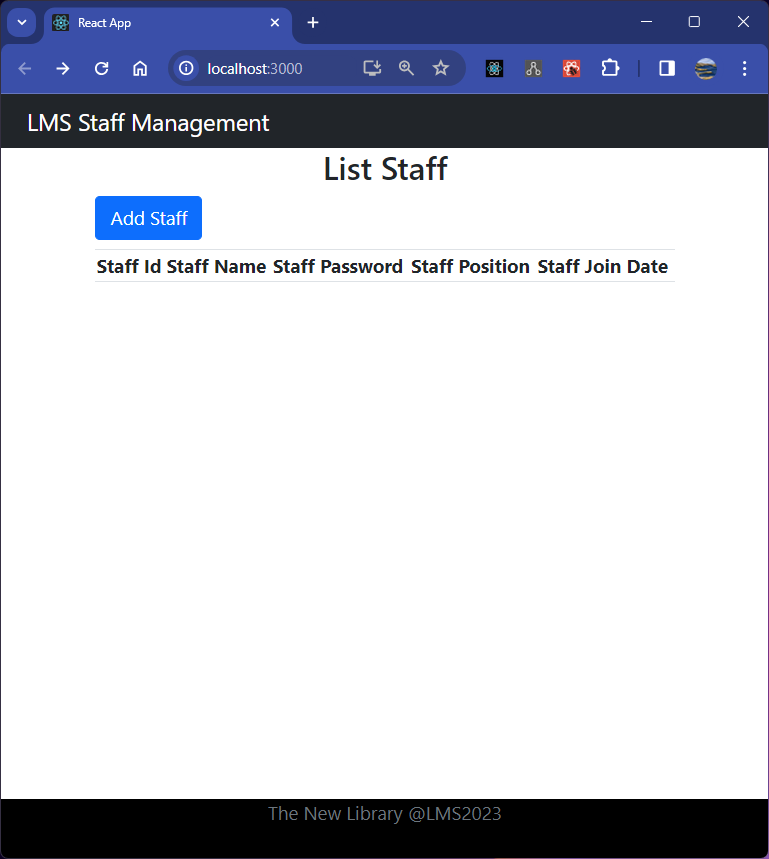 React App
localhost:3000
LMS Staff Management
List Staff
Add Staff
Staff Id Staff Name Staff Password Staff Position Staff Join Date
The New Library @LMS2023